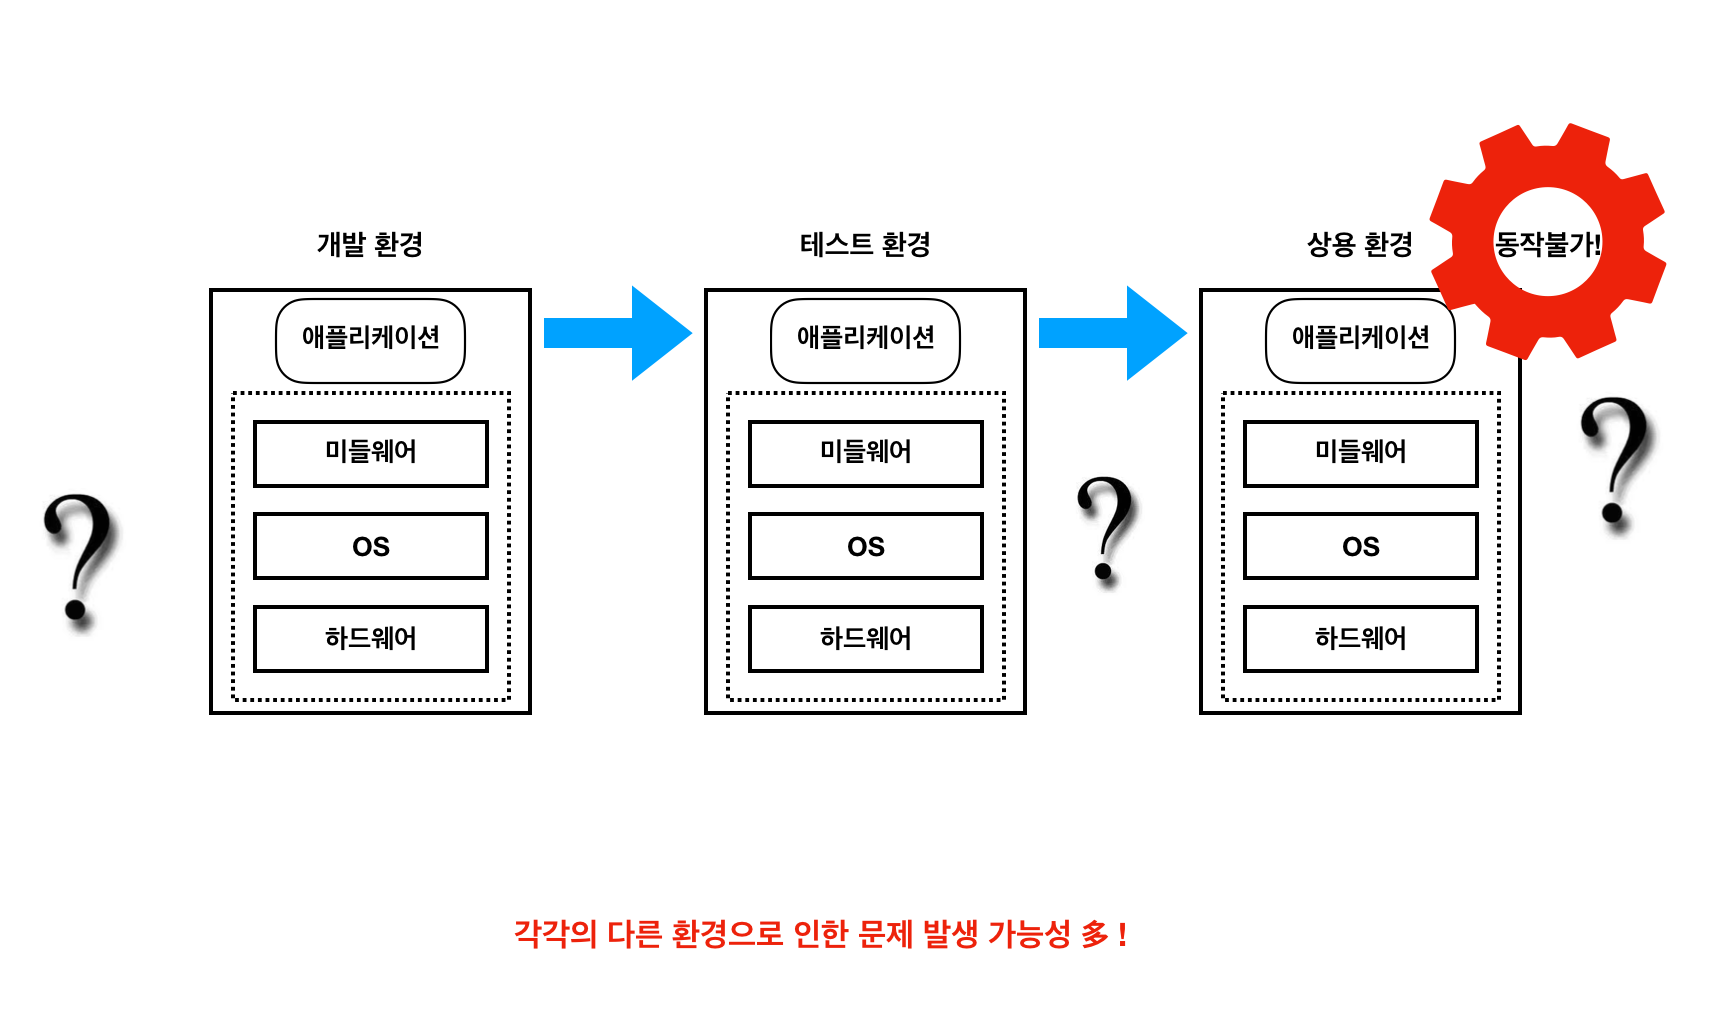 개발 환경
애플리케이션
미들웨어
OS
하드웨어
테스트 환경
애플리케이션
미들웨어
OS
하드웨어
?
상용 환경
동작불가!
애플리케이션
미들웨어
OS
하드웨어
?
?
각각의 다른 환경으로 인한 문제 발생 가능성 多 !